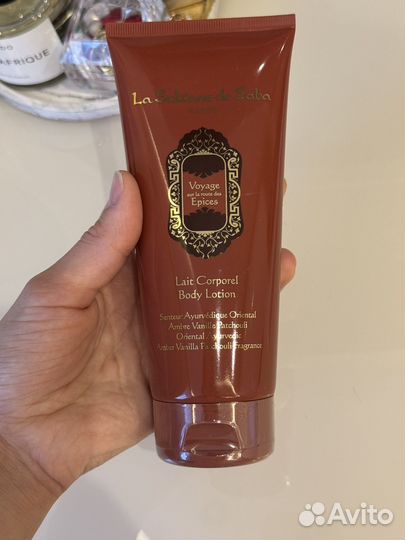 AFRIQUE
La Sultane de Saba
Voyage
sur la route des
Epices
Lait Corporel
Body Lotion
Senteur Ayurvédique Oriental
Ambre Vanille Patchouli
Oriental Ayurvedic
Amber Vanilla Patchouli Fragrance
Avito